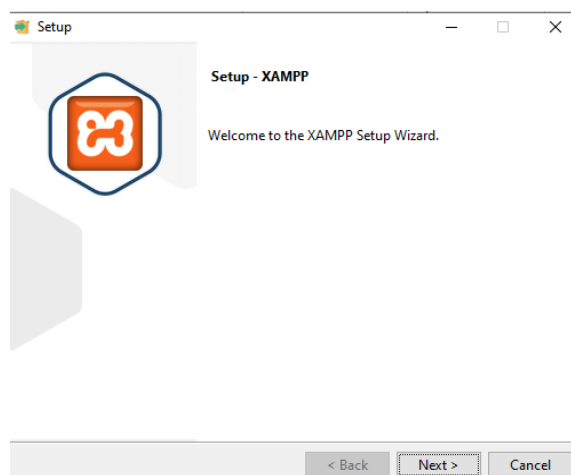 Setup
Setup - XAMPP
Welcome to the XAMPP Setup Wizard.
< Back
Next >
Cancel